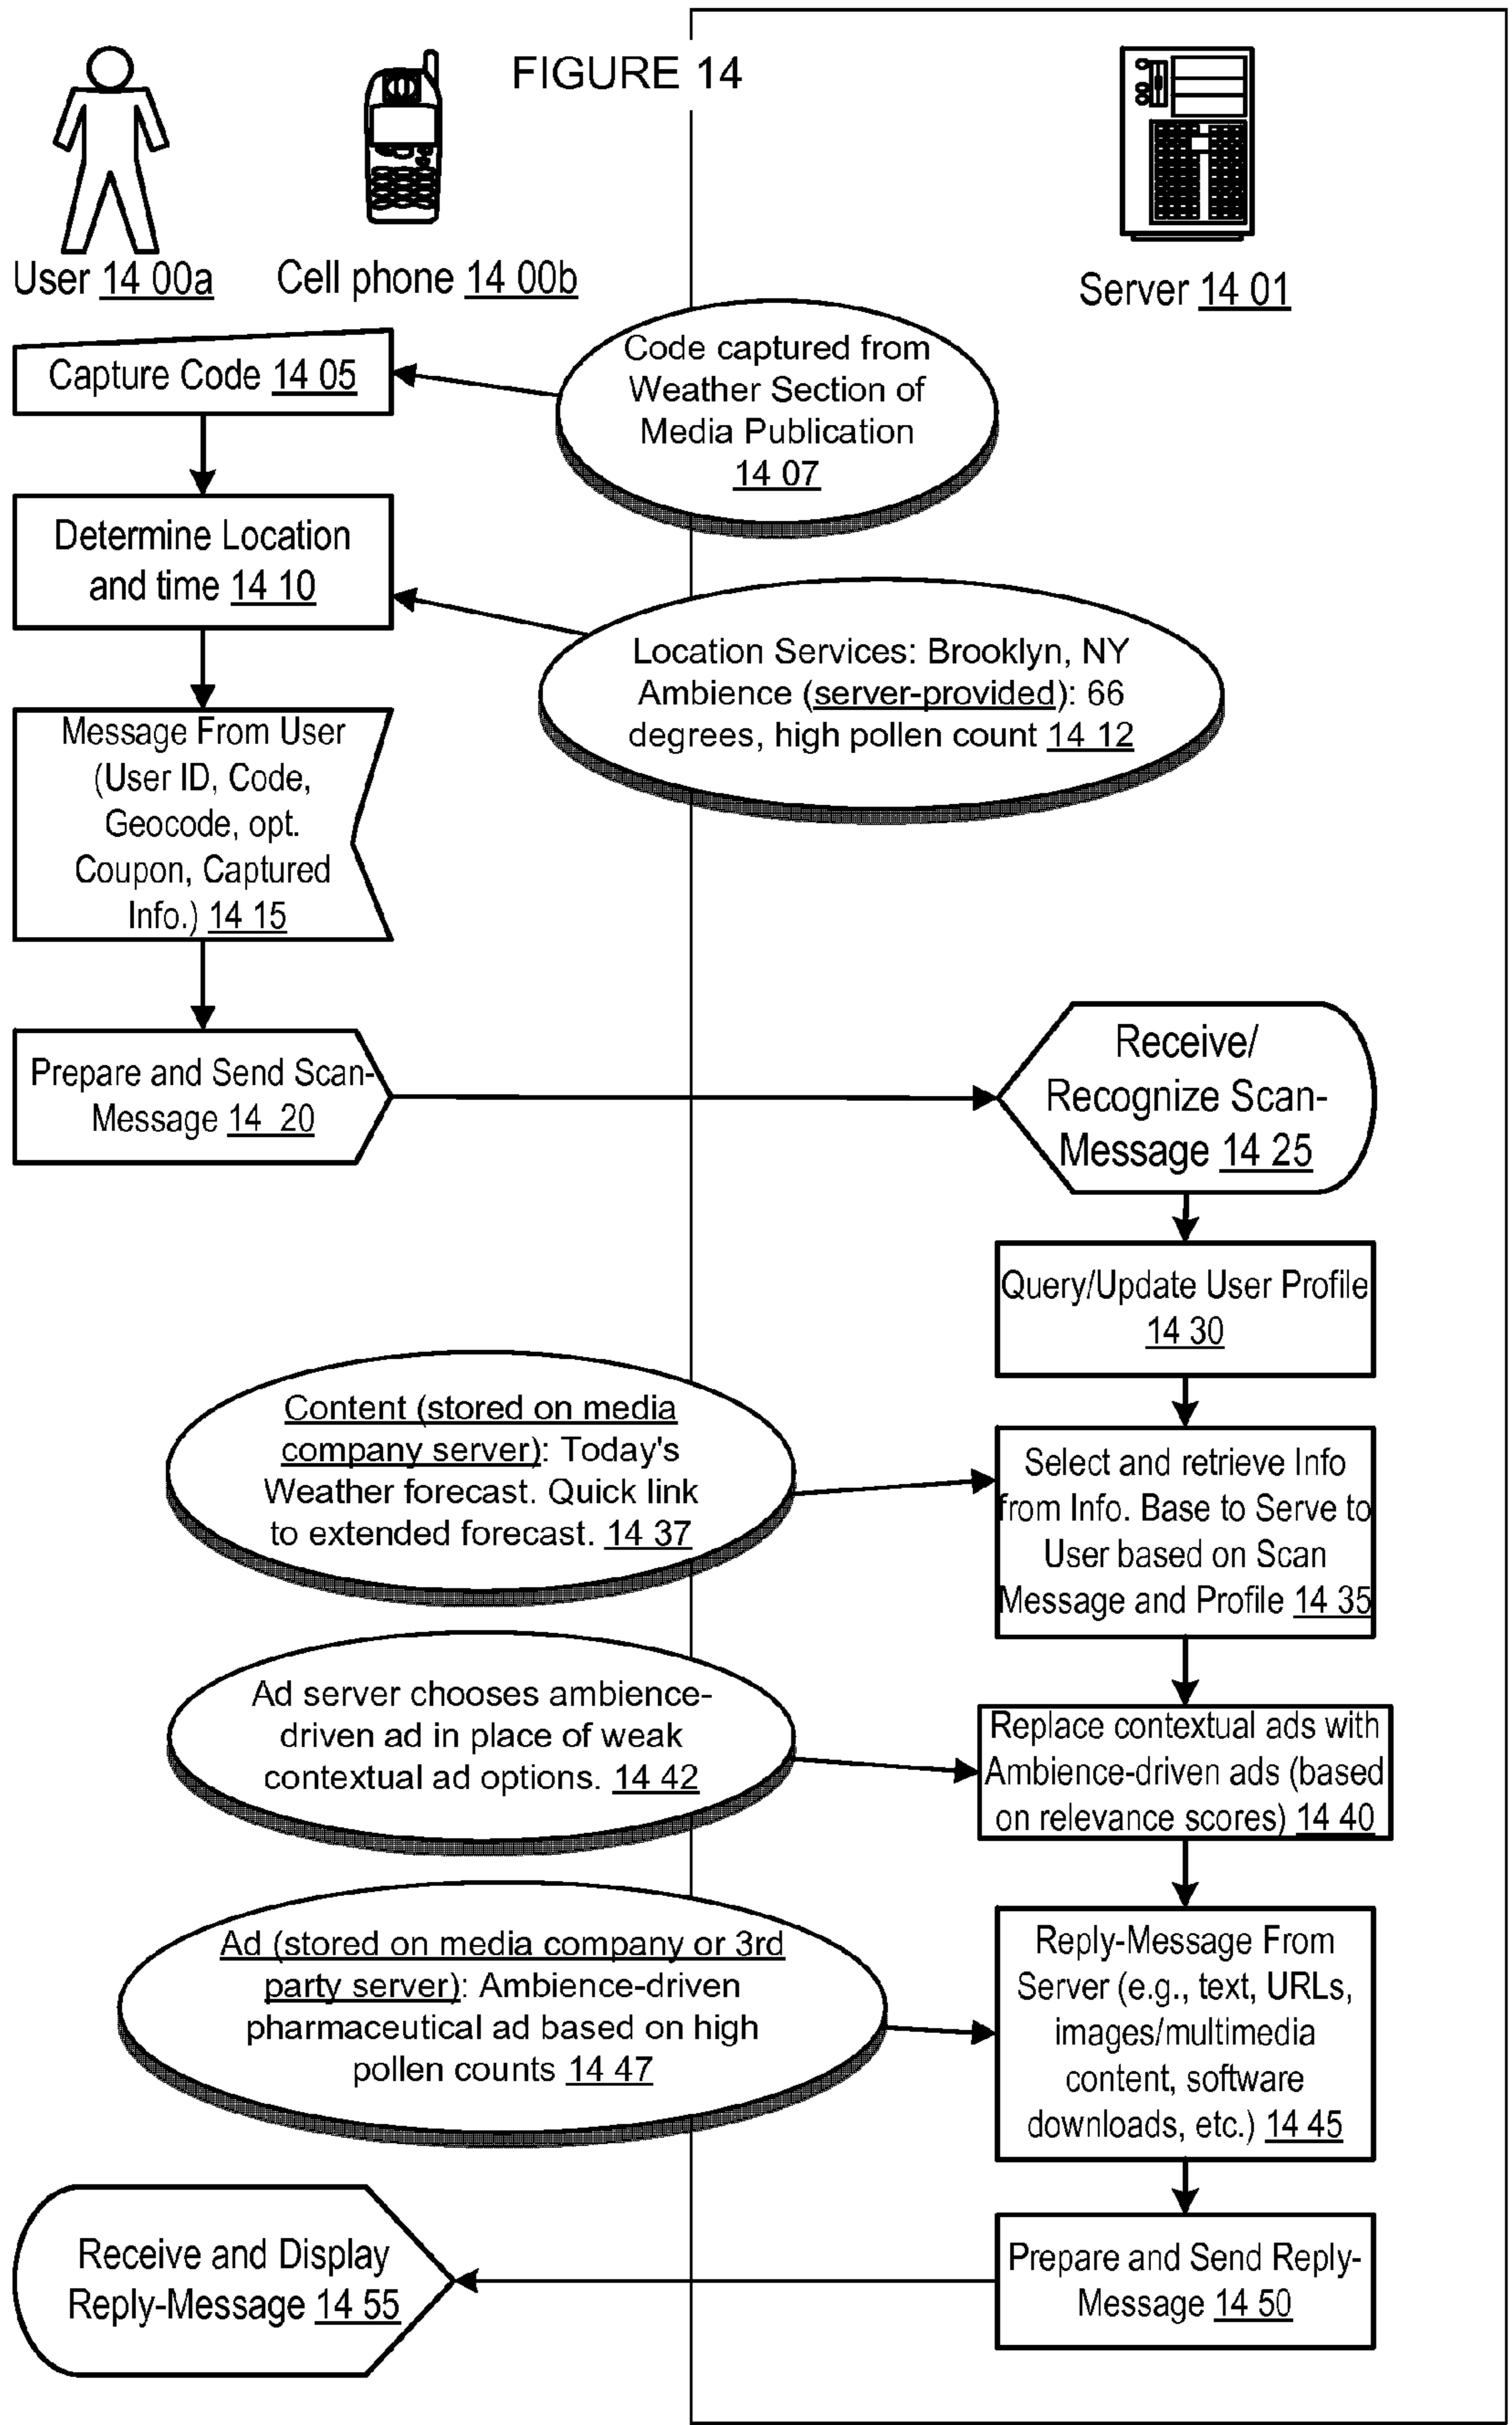 FIGURE 14
User 14 00a
Cell phone 14 00b
Server 14 01
Capture Code 14 05
Code captured from
Weather Section of
Media Publication
14 07
Determine Location
and time 14 10
Location Services: Brooklyn, NY
Ambience (server-provided): 66
degrees, high pollen count 14 12
Message From User
(User ID, Code,
Geocode, opt.
Coupon, Captured
Info.) 14 15
Prepare and Send Scan-
Message 14 20
Receive/
Recognize Scan-
Message 14 25
Query/Update User Profile
14 30
Content (stored on media
company server): Today's
Weather forecast. Quick link
to extended forecast. 14 37
Select and retrieve Info
from Info. Base to Serve to
User based on Scan
Message and Profile 14 35
Ad server chooses ambience-
driven ad in place of weak
contextual ad options. 14 42
Replace contextual ads with
Ambience-driven ads (based
on relevance scores) 14 40
Ad (stored on media company or 3rd
party server): Ambience-driven
pharmaceutical ad based on high
pollen counts 14 47
Reply-Message From
Server (e.g., text, URLs,
images/multimedia
content, software
downloads, etc.) 14 45
Prepare and Send Reply-
Message 14 50
Receive and Display
Reply-Message 14 55